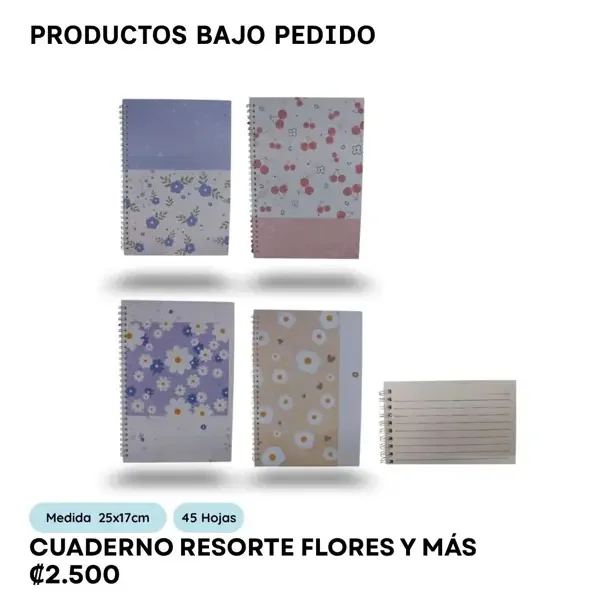 PRODUCTOS BAJO PEDIDO
Medida 25x17cm
45 Hojas
CUADERNO RESORTE FLORES Y MÁS
₡2.500